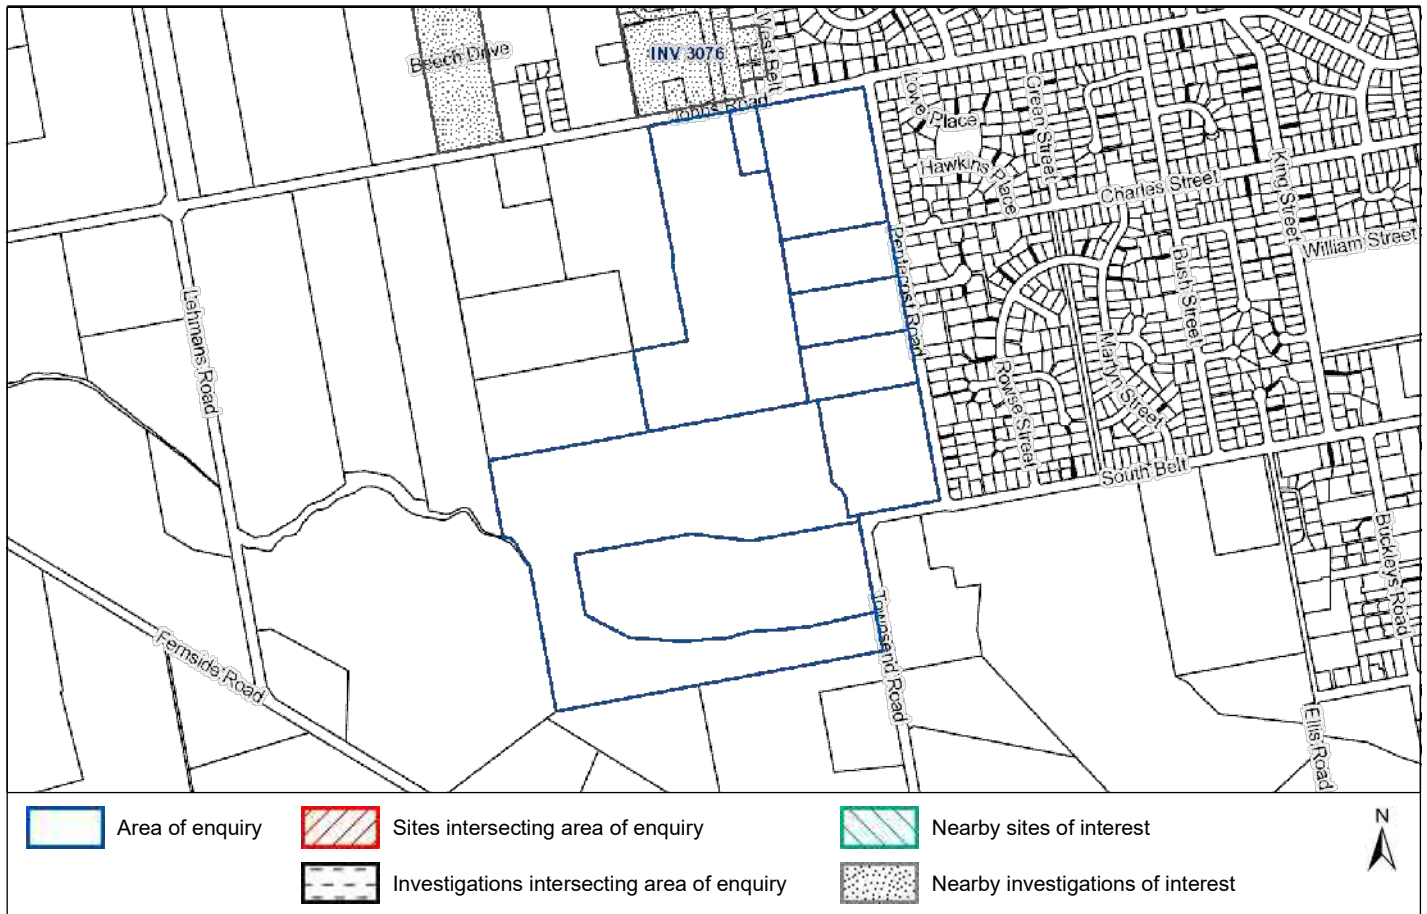 Beech Drive
INV 3076
West Belt
Johns Road
Lowe Place
Green Street
Hawkins Place
Charles Street
King Street
William Street
Pentecost Road
Bush Street
Lehmans Road
Martyn Street
Rowse Street
South Belt
Buckleys Road
Townsend Road
Fernside Road
Ellis Road
Area of enquiry
Sites intersecting area of enquiry
Nearby sites of interest
N
Investigations intersecting area of enquiry
Nearby investigations of interest